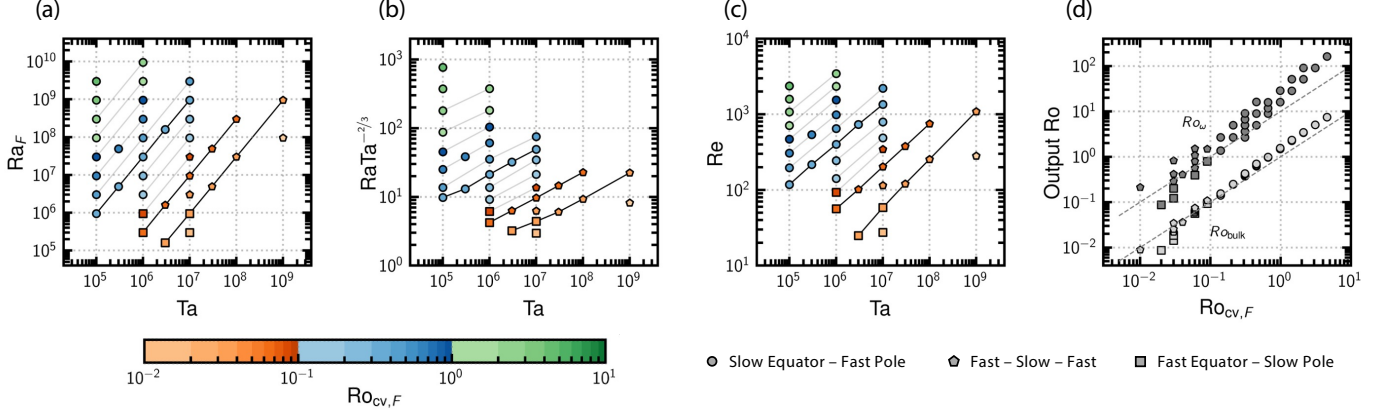 (a)
(b)
(c)
(d)
Ra_F
10^10
10^9
10^8
10^7
10^6
10^5
10^5 10^6 10^7 10^8 10^9
Ta
RaTa^−2/3
10^3
10^2
10^1
10^0
10^5 10^6 10^7 10^8 10^9
Ta
Re
10^4
10^3
10^2
10^1
10^5 10^6 10^7 10^8 10^9
Ta
Output Ro
10^2
10^1
10^0
10^−1
10^−2
Ro_ω
Ro_bulk
10^−2 10^−1 10^0 10^1
Ro_cv,F
10^−2 10^−1 10^0 10^1
Ro_cv,F
Slow Equator – Fast Pole
Fast – Slow – Fast
Fast Equator – Slow Pole